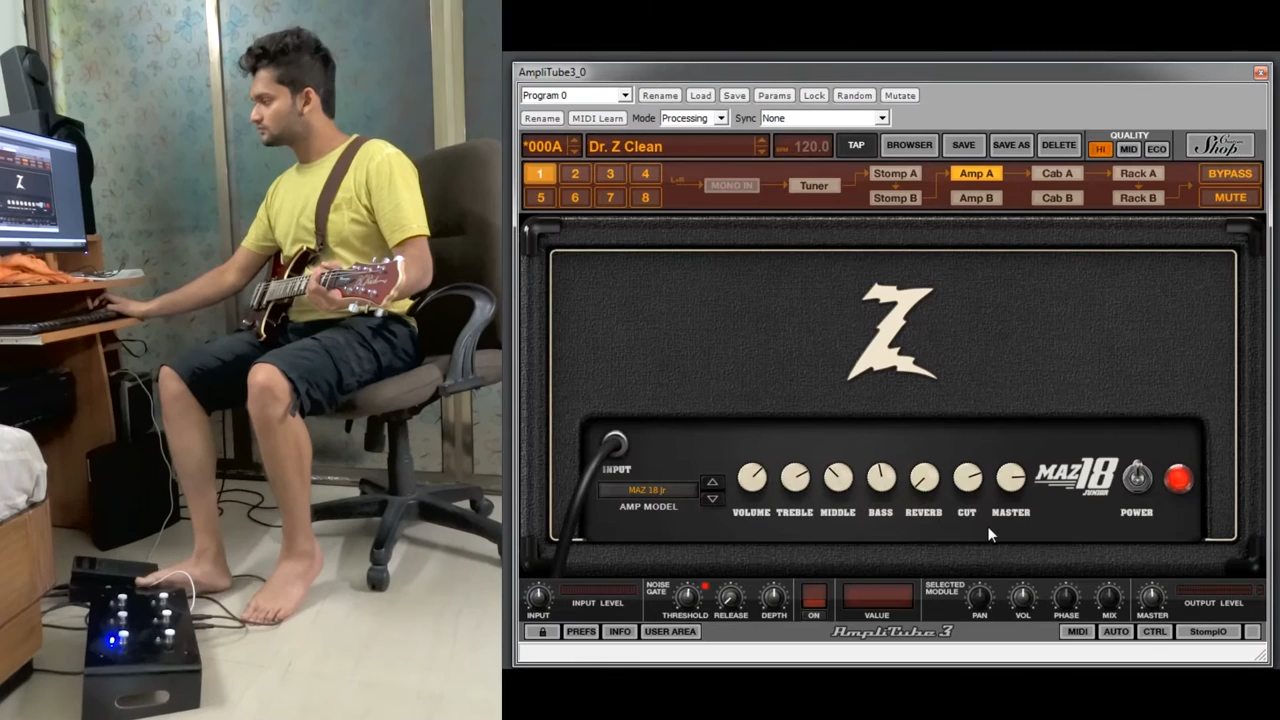 AmpliTube3_0
Program 0 Rename Load Save Params Lock Random Mutate
Rename MIDI Learn Mode Processing Sync None
*000A Dr. Z Clean BPM 120.0 TAP BROWSER SAVE SAVE AS DELETE QUALITY HI MID ECO Custom Shop
1 2 3 4 L+R MONO IN Tuner Stomp A Amp A Cab A Rack A BYPASS
5 6 7 8 Stomp B Amp B Cab B Rack B MUTE
Z
INPUT
MAZ 18 Jr
AMP MODEL
VOLUME TREBLE MIDDLE BASS REVERB CUT MASTER
MAZ 18 JUNIOR
POWER
INPUT INPUT LEVEL NOISE GATE THRESHOLD RELEASE DEPTH ON VALUE SELECTED MODULE PAN VOL PHASE MIX MASTER OUTPUT LEVEL
PREFS INFO USER AREA AmpliTube 3 MIDI AUTO CTRL StompIO